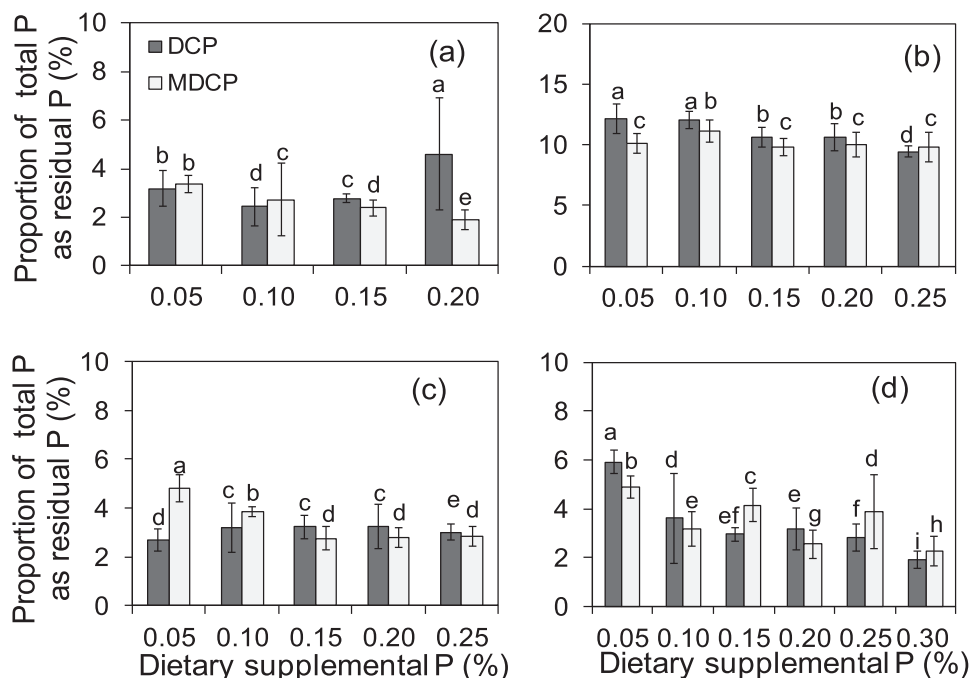 Proportion of total P
as residual P (%)
10
8
6
4
2
0
DCP
MDCP
(a)
b b d c c d a e
0.05 0.10 0.15 0.20
20
15
10
5
0
(b)
a c a b b c b c d c
0.05 0.10 0.15 0.20 0.25
Proportion of total P
as residual P (%)
10
8
6
4
2
0
(c)
d a c b c d c d e d
0.05 0.10 0.15 0.20 0.25
Dietary supplemental P (%)
10
8
6
4
2
0
(d)
a b d e ef c e g f d i h
0.05 0.10 0.15 0.20 0.25 0.30
Dietary supplemental P (%)